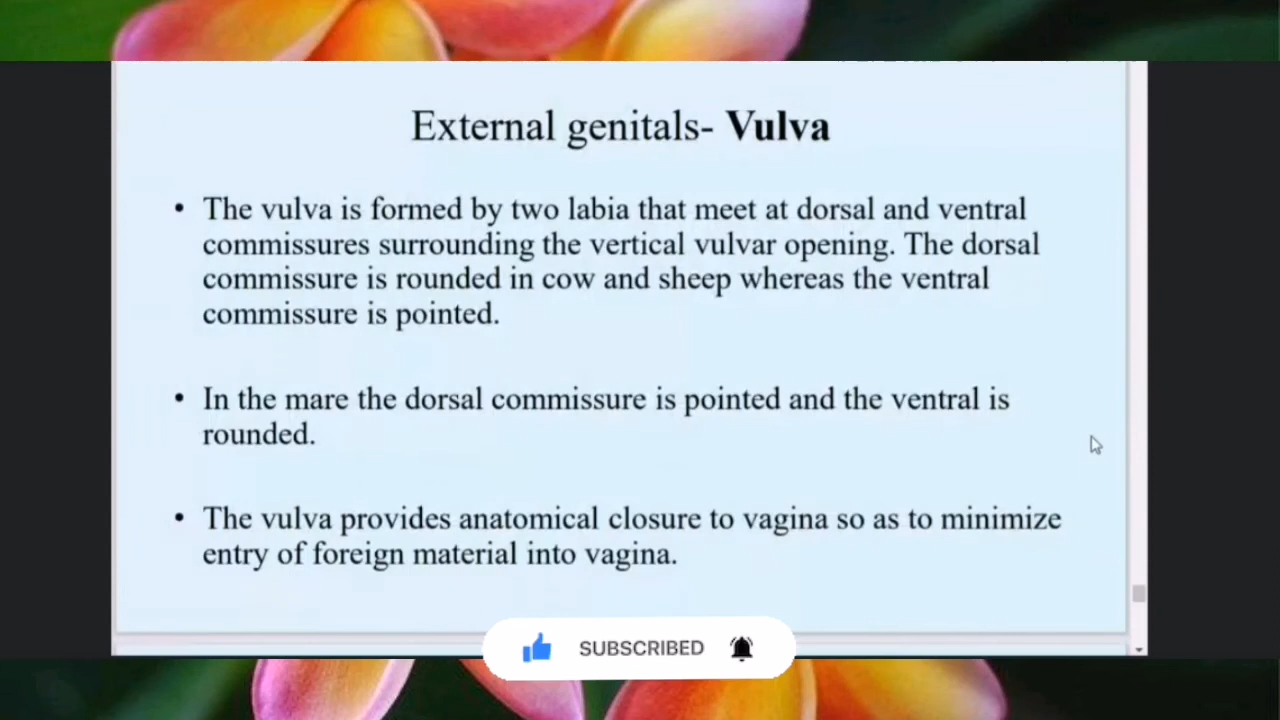 External genitals- Vulva
• The vulva is formed by two labia that meet at dorsal and ventral
commissures surrounding the vertical vulvar opening. The dorsal
commissure is rounded in cow and sheep whereas the ventral
commissure is pointed.
• In the mare the dorsal commissure is pointed and the ventral is
rounded.
• The vulva provides anatomical closure to vagina so as to minimize
entry of foreign material into vagina.
SUBSCRIBED